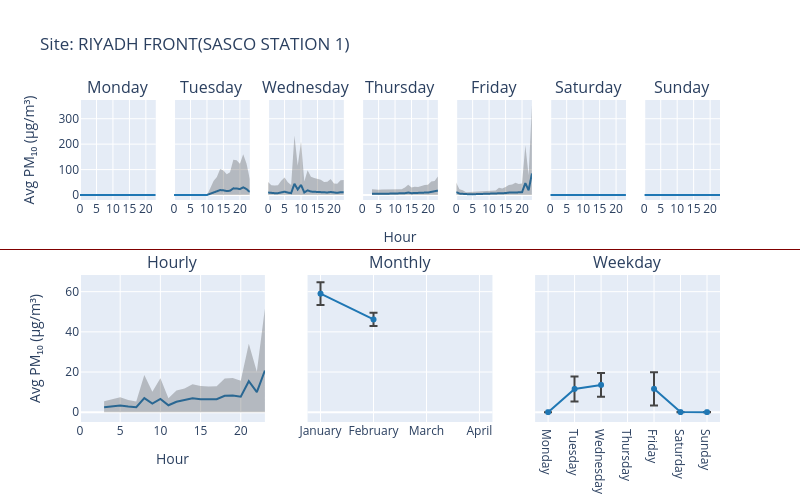 Site: RIYADH FRONT(SASCO STATION 1)
Monday Tuesday Wednesday Thursday Friday Saturday Sunday
Avg PM₁₀ (µg/m³)
300
200
100
0
0 5 10 15 20 0 5 10 15 20 0 5 10 15 20 0 5 10 15 20 0 5 10 15 20 0 5 10 15 20 0 5 10 15 20
Hour
Hourly Monthly Weekday
Avg PM₁₀ (µg/m³)
60
40
20
0
0 5 10 15 20
January February March April
Monday Tuesday Wednesday Thursday Friday Saturday Sunday
Hour